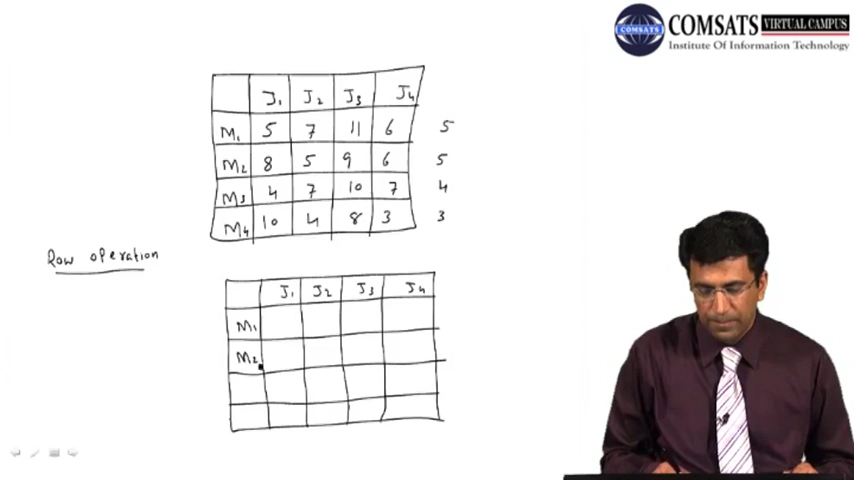 COMSATS VIRTUAL CAMPUS
COMSATS
Institute Of Information Technology
J1 J2 J3 J4
M1 5 7 11 6 5
M2 8 5 9 6 5
M3 4 7 10 7 4
M4 10 4 8 3 3
Row operation
J1 J2 J3 J4
M1
M2